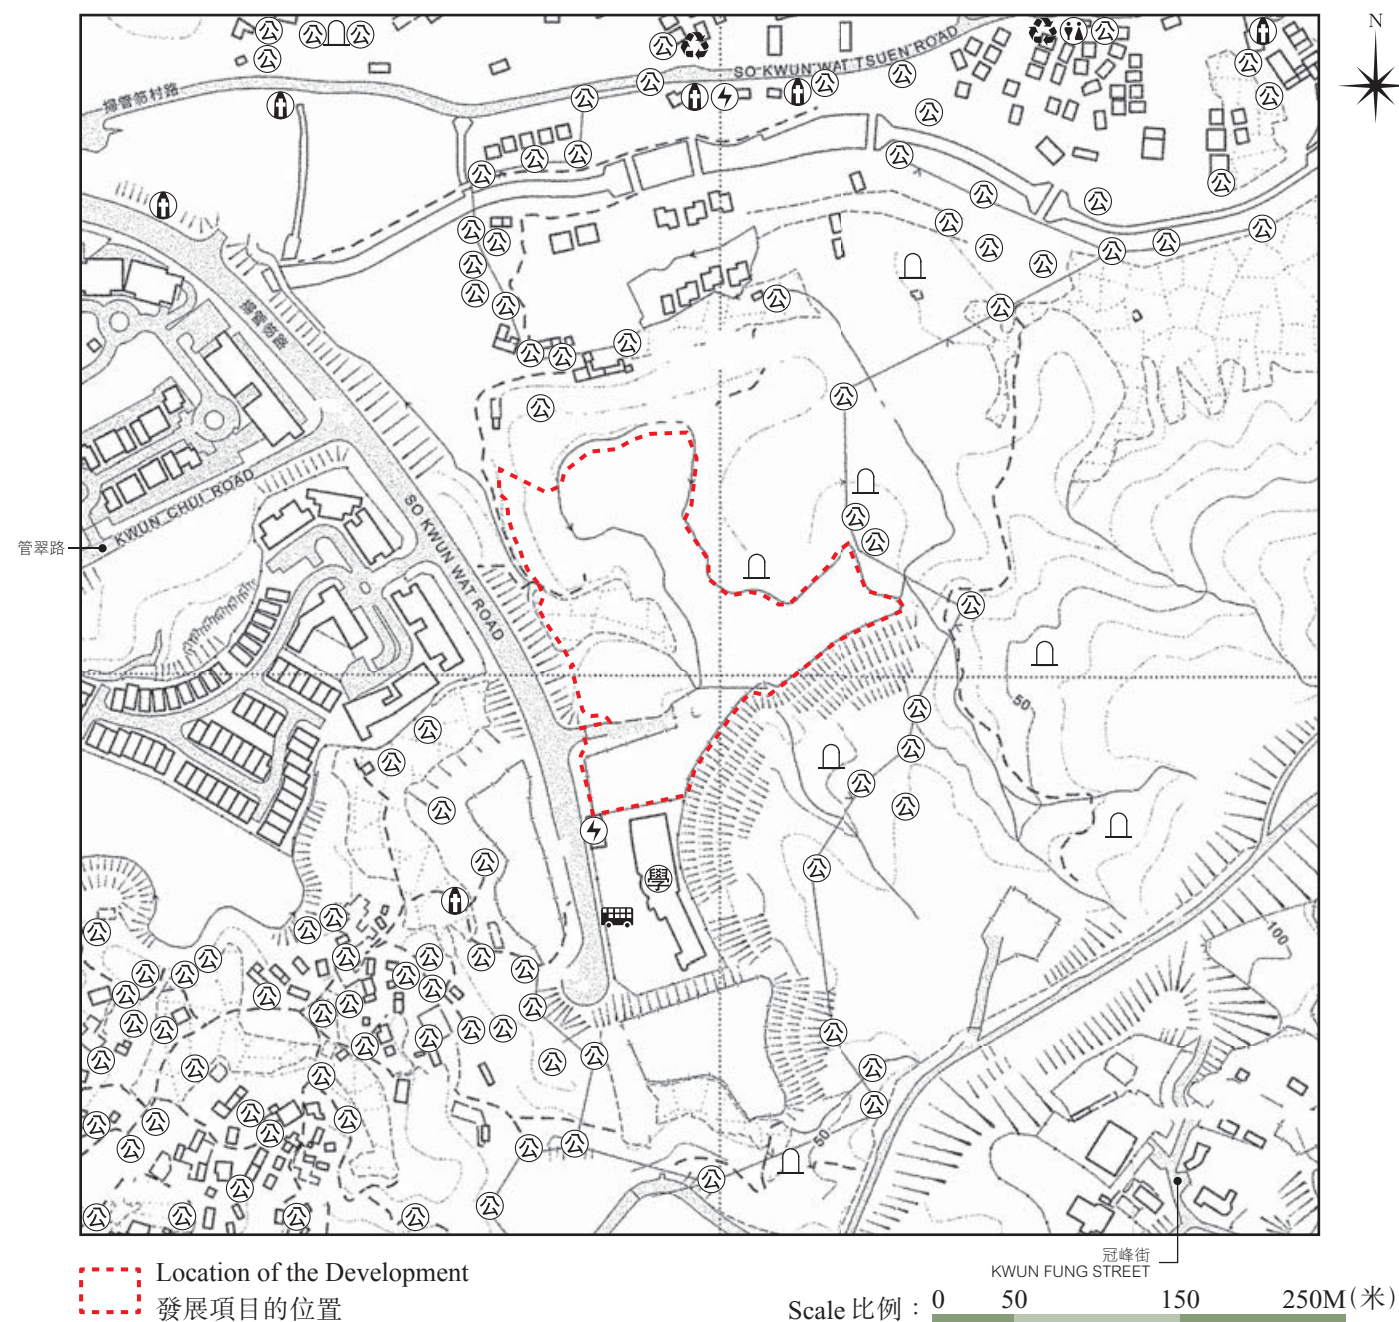 N
SO KWUN WAT TSUEN ROAD
掃管笏村路
掃管笏路
KWUN CHUI ROAD
管翠路
SO KWUN WAT ROAD
50
學
100
50
冠峰街
KWUN FUNG STREET
Location of the Development
發展項目的位置
Scale 比例：
0 50 150 250M(米)
公